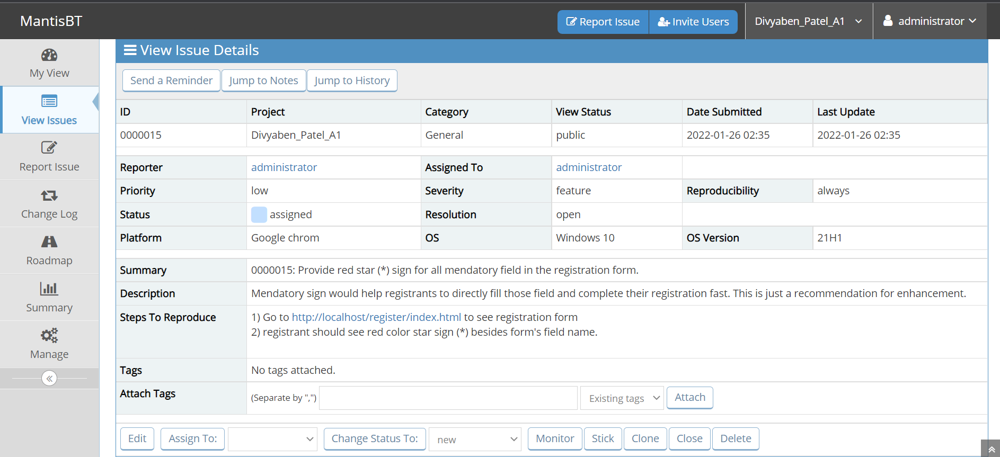 MantisBT
Report Issue
Invite Users
Divyaben_Patel_A1
administrator
My View
View Issues
Report Issue
Change Log
Roadmap
Summary
Manage
View Issue Details
Send a Reminder Jump to Notes Jump to History
ID Project Category View Status Date Submitted Last Update
0000015 Divyaben_Patel_A1 General public 2022-01-26 02:35 2022-01-26 02:35
Reporter administrator Assigned To administrator
Priority low Severity feature Reproducibility always
Status assigned Resolution open
Platform Google chrom OS Windows 10 OS Version 21H1
Summary 0000015: Provide red star (*) sign for all mendatory field in the registration form.
Description Mendatory sign would help registrants to directly fill those field and complete their registration fast. This is just a recommendation for enhancement.
Steps To Reproduce 1) Go to http://localhost/register/index.html to see registration form
2) registrant should see red color star sign (*) besides form's field name.
Tags No tags attached.
Attach Tags (Separate by ",") Existing tags Attach
Edit Assign To: Change Status To: new Monitor Stick Clone Close Delete